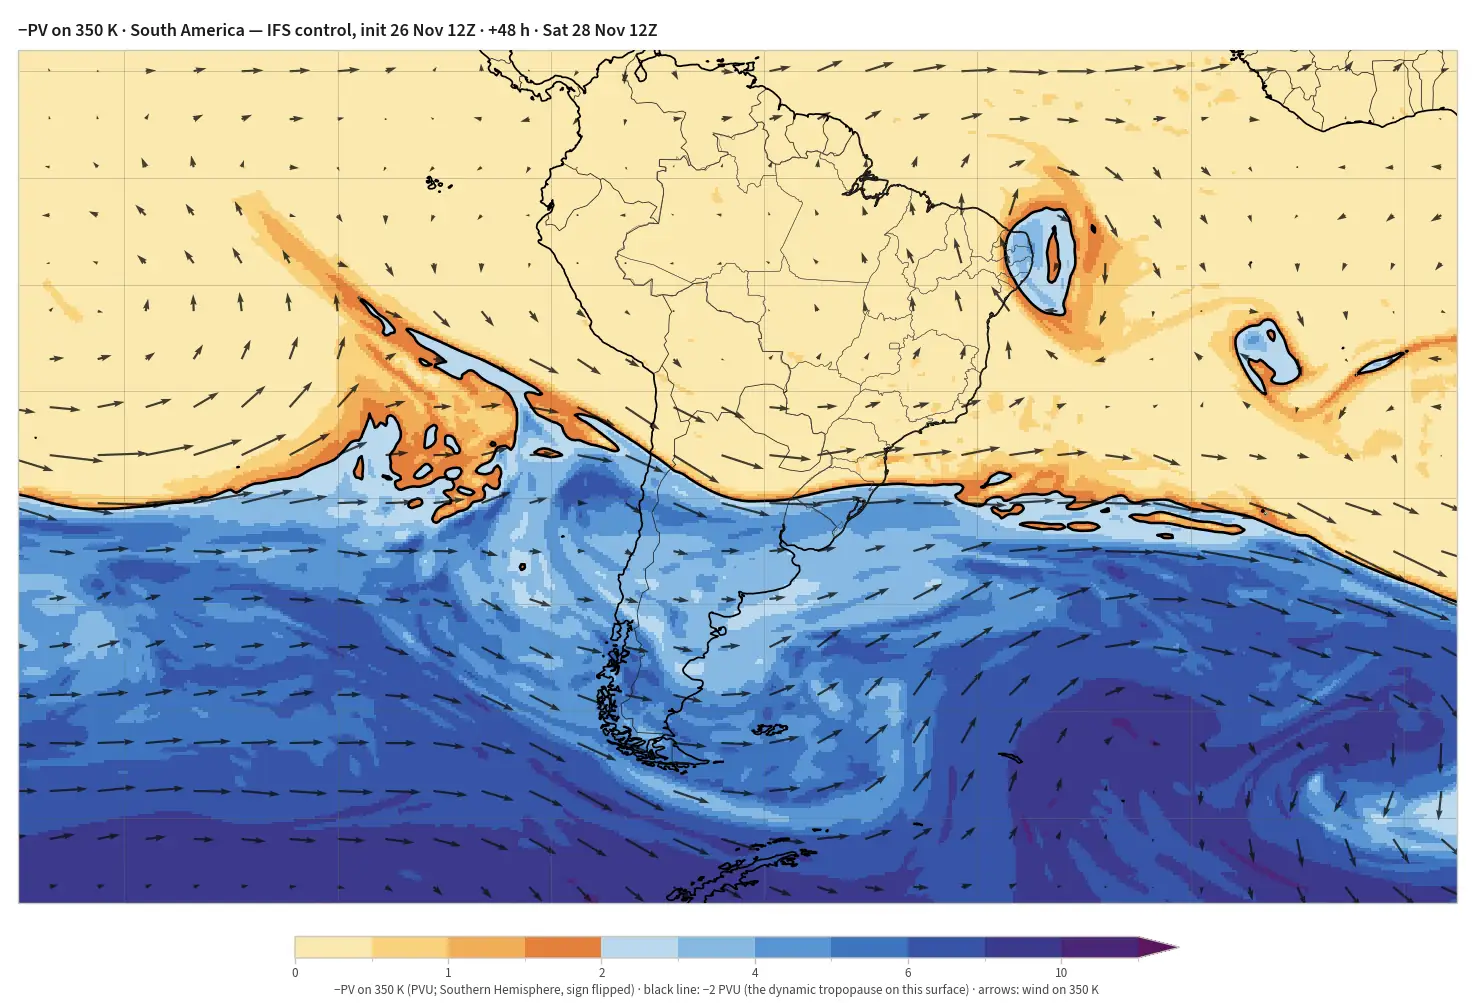 −PV on 350 K · South America — IFS control, init 26 Nov 12Z · +48 h · Sat 28 Nov 12Z
0 1 2 4 6 10
−PV on 350 K (PVU; Southern Hemisphere, sign flipped) · black line: −2 PVU (the dynamic tropopause on this surface) · arrows: wind on 350 K